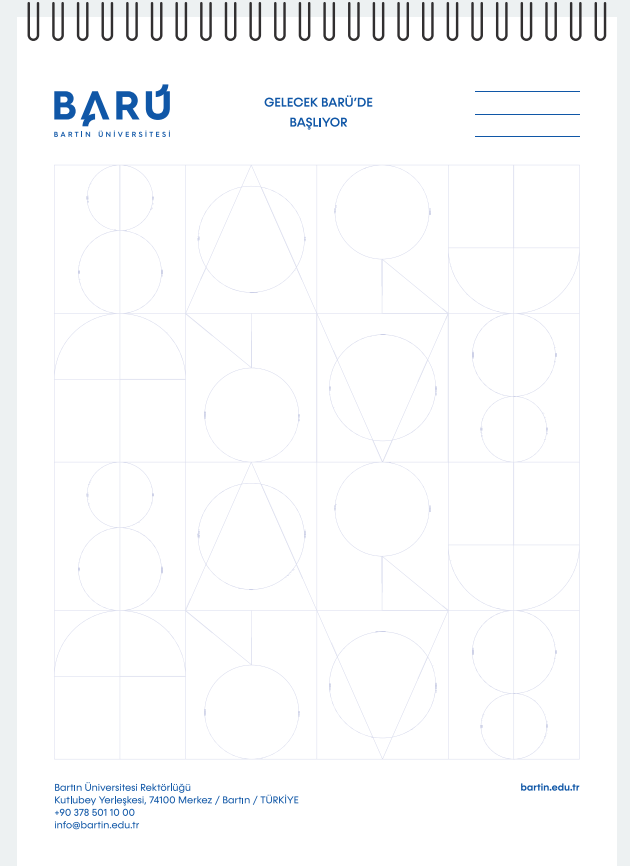 BARÜ
BARTIN ÜNİVERSİTESİ
GELECEK BARÜ'DE
BAŞLIYOR
Bartın Üniversitesi Rektörlüğü
Kutlubey Yerleşkesi, 74100 Merkez / Bartın / TÜRKİYE
+90 378 501 10 00
info@bartin.edu.tr
bartin.edu.tr